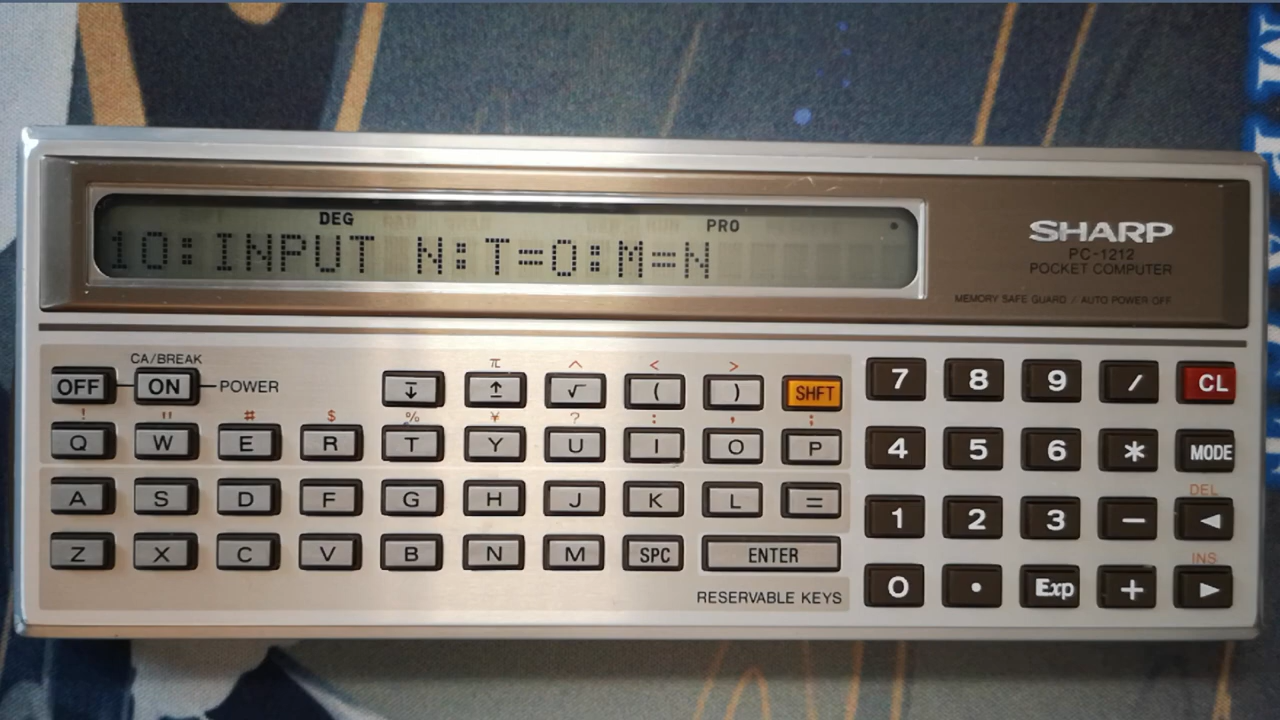 DEG PRO
10:INPUT N:T=0:M=N
SHARP
PC-1212
POCKET COMPUTER
MEMORY SAFE GUARD / AUTO POWER OFF
CA/BREAK
π ^ < >
OFF ON POWER √ ( ) SHFT 7 8 9 / CL
! " # $ % ¥ ? : , ;
Q W E R T Y U I O P 4 5 6 * MODE
DEL
A S D F G H J K L = 1 2 3 − ◄
INS
Z X C V B N M SPC ENTER 0 • Exp + ►
RESERVABLE KEYS